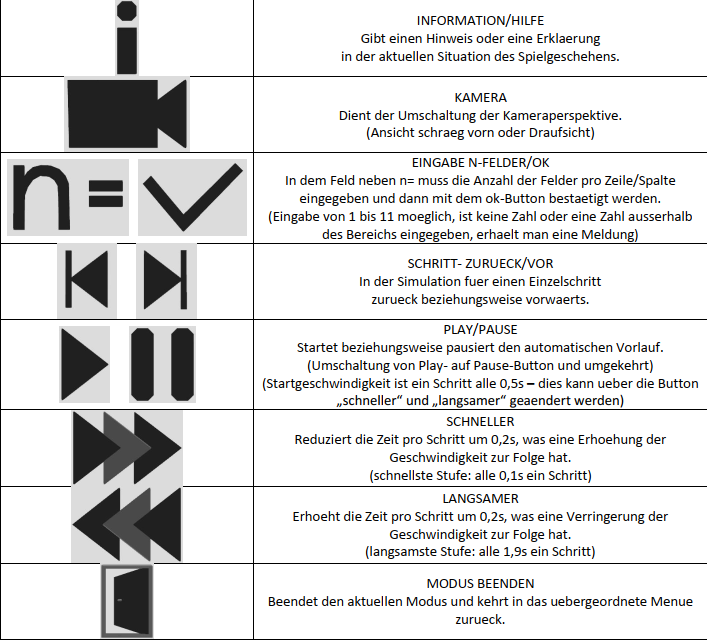 INFORMATION/HILFE
Gibt einen Hinweis oder eine Erklaerung
in der aktuellen Situation des Spielgeschehens.
KAMERA
Dient der Umschaltung der Kameraperspektive.
(Ansicht schraeg vorn oder Draufsicht)
n=
EINGABE N-FELDER/OK
In dem Feld neben n= muss die Anzahl der Felder pro Zeile/Spalte
eingegeben und dann mit dem ok-Button bestaetigt werden.
(Eingabe von 1 bis 11 moeglich, ist keine Zahl oder eine Zahl ausserhalb
des Bereichs eingegeben, erhaelt man eine Meldung)
SCHRITT- ZURUECK/VOR
In der Simulation fuer einen Einzelschritt
zurueck beziehungsweise vorwaerts.
PLAY/PAUSE
Startet beziehungsweise pausiert den automatischen Vorlauf.
(Umschaltung von Play- auf Pause-Button und umgekehrt)
(Startgeschwindigkeit ist ein Schritt alle 0,5s – dies kann ueber die Button
„schneller“ und „langsamer“ geaendert werden)
SCHNELLER
Reduziert die Zeit pro Schritt um 0,2s, was eine Erhoehung der
Geschwindigkeit zur Folge hat.
(schnellste Stufe: alle 0,1s ein Schritt)
LANGSAMER
Erhoeht die Zeit pro Schritt um 0,2s, was eine Verringerung der
Geschwindigkeit zur Folge hat.
(langsamste Stufe: alle 1,9s ein Schritt)
MODUS BEENDEN
Beendet den aktuellen Modus und kehrt in das uebergeordnete Menue
zurueck.